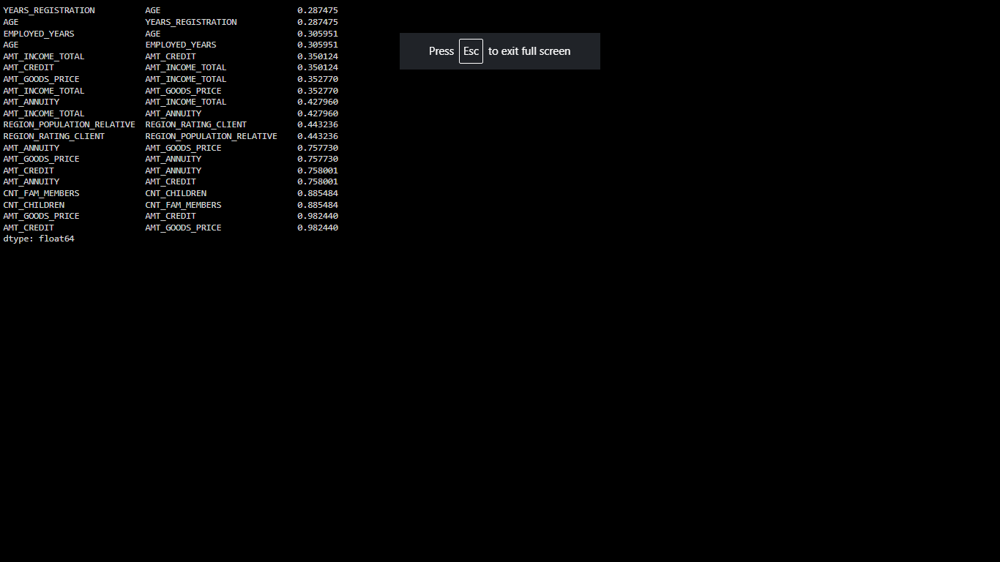 YEARS_REGISTRATION AGE 0.287475
AGE YEARS_REGISTRATION 0.287475
EMPLOYED_YEARS AGE 0.305951
AGE EMPLOYED_YEARS 0.305951
AMT_INCOME_TOTAL AMT_CREDIT 0.350124
AMT_CREDIT AMT_INCOME_TOTAL 0.350124
AMT_GOODS_PRICE AMT_INCOME_TOTAL 0.352770
AMT_INCOME_TOTAL AMT_GOODS_PRICE 0.352770
AMT_ANNUITY AMT_INCOME_TOTAL 0.427960
AMT_INCOME_TOTAL AMT_ANNUITY 0.427960
REGION_POPULATION_RELATIVE REGION_RATING_CLIENT 0.443236
REGION_RATING_CLIENT REGION_POPULATION_RELATIVE 0.443236
AMT_ANNUITY AMT_GOODS_PRICE 0.757730
AMT_GOODS_PRICE AMT_ANNUITY 0.757730
AMT_CREDIT AMT_ANNUITY 0.758001
AMT_ANNUITY AMT_CREDIT 0.758001
CNT_FAM_MEMBERS CNT_CHILDREN 0.885484
CNT_CHILDREN CNT_FAM_MEMBERS 0.885484
AMT_GOODS_PRICE AMT_CREDIT 0.982440
AMT_CREDIT AMT_GOODS_PRICE 0.982440
dtype: float64
Press Esc to exit full screen